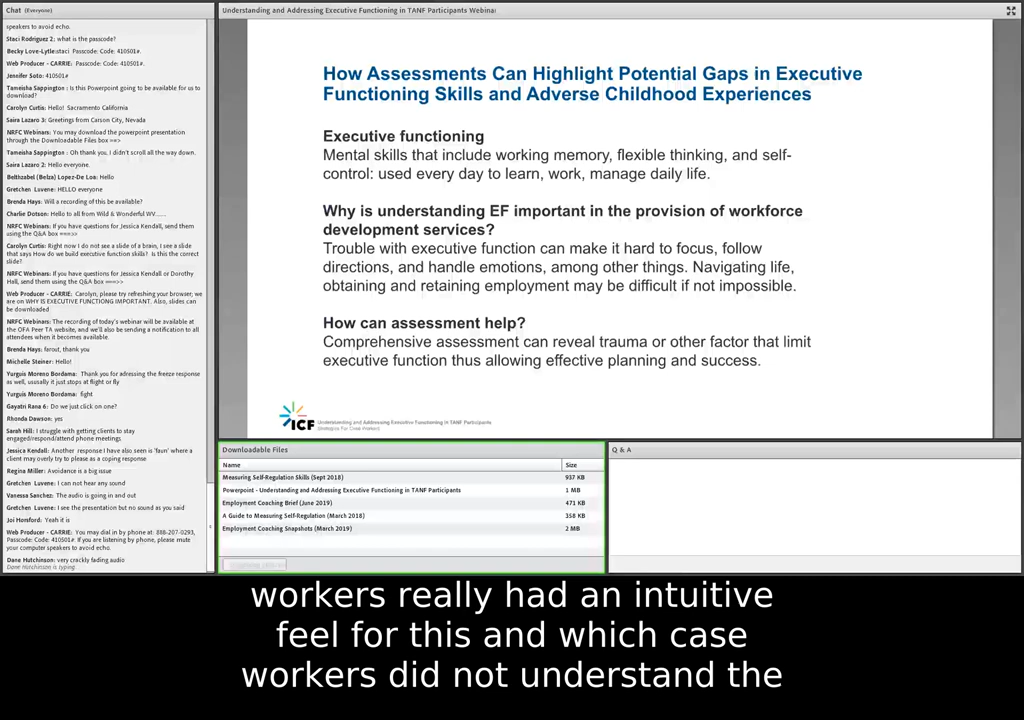 Chat (Everyone)
speakers to avoid echo.
Staci Rodriguez 2: what is the passcode?
Becky Love-Lytle:staci Passcode: Code: 410501#.
Web Producer - CARRIE: Passcode: Code: 410501#.
Jennifer Soto: 410501#
Tameisha Sappington : Is this Powerpoint going to be available for us to
download?
Carolyn Curtis: Hello! Sacramento California
Saira Lazaro 3: Greetings from Carson City, Nevada
NRFC Webinars: You may download the powerpoint presentation
through the Downloadable Files box ==>
Tameisha Sappington : Oh thank you, I didn't scroll all the way down.
Saira Lazaro 2: Hello everyone.
Belthzabel (Belza) Lopez-De Loa: Hello
Gretchen Luvene: HELLO everyone
Brenda Hays: Will a recording of this be available?
Charlie Dotson: Hello to all from Wild & Wonderful WV......
NRFC Webinars: If you have questions for Jessica Kendall, send them
using the Q&A box ====>>
Carolyn Curtis: Right now I do not see a slide of a brain, I see a slide
that says How do we build executive function skills? Is this the correct
slide?
NRFC Webinars: If you have questions for Jessica Kendall or Dorothy
Hall, send them using the Q&A box ====>>
Web Producer - CARRIE: Carolyn, please try refreshing your browser; we
are on WHY IS EXECUTIVE FUNCTIONG IMPORTANT. Also, slides can
be downloaded
NRFC Webinars: The recording of today's webinar will be available at
the OFA Peer TA website, and we'll also be sending a notification to all
attendees when it becomes available.
Brenda Hays: farout, thank you
Michelle Steiner: Hello!
Yurguis Moreno Bordama: Thank you for adressing the freeze response
as well, ususally it just stops at flight or fly
Yurguis Moreno Bordama: fight
Gayatri Rana 6: Do we just click on one?
Rhonda Dawson: yes
Sarah Hill: I struggle with getting clients to stay
engaged/respond/attend phone meetings.
Jessica Kendall: Another response I have also seen is 'faun' where a
client may overly try to please as a coping response
Regina Miller: Avoidance is a big issue
Gretchen Luvene: I can not hear any sound
Vanessa Sanchez: The audio is going in and out
Gretchen Luvene: I see the presentation but no sound as you said
Joi Horsford: Yeah it is
Web Producer - CARRIE: You may dial in by phone at: 888-207-0293,
Passcode: Code: 410501# If you are listening by phone, please mute
your computer speakers to avoid echo.
Dane Hutchinson: very crackly fading audio
Dane Hutchinson is typing.
Understanding and Addressing Executive Functioning in TANF Participants Webinar
How Assessments Can Highlight Potential Gaps in Executive
Functioning Skills and Adverse Childhood Experiences
Executive functioning
Mental skills that include working memory, flexible thinking, and self-
control: used every day to learn, work, manage daily life.
Why is understanding EF important in the provision of workforce
development services?
Trouble with executive function can make it hard to focus, follow
directions, and handle emotions, among other things. Navigating life,
obtaining and retaining employment may be difficult if not impossible.
How can assessment help?
Comprehensive assessment can reveal trauma or other factor that limit
executive function thus allowing effective planning and success.
ICF
Understanding and Addressing Executive Functioning in TANF Participants
Strategies For Case Workers
Downloadable Files
Name Size
Measuring Self-Regulation Skills (Sept 2018) 937 KB
Powerpoint - Understanding and Addressing Executive Functioning in TANF Participants 1 MB
Employment Coaching Brief (June 2019) 471 KB
A Guide to Measuring Self-Regulation (March 2018) 358 KB
Employment Coaching Snapshots (March 2019) 2 MB
Q & A
workers really had an intuitive
feel for this and which case
workers did not understand the